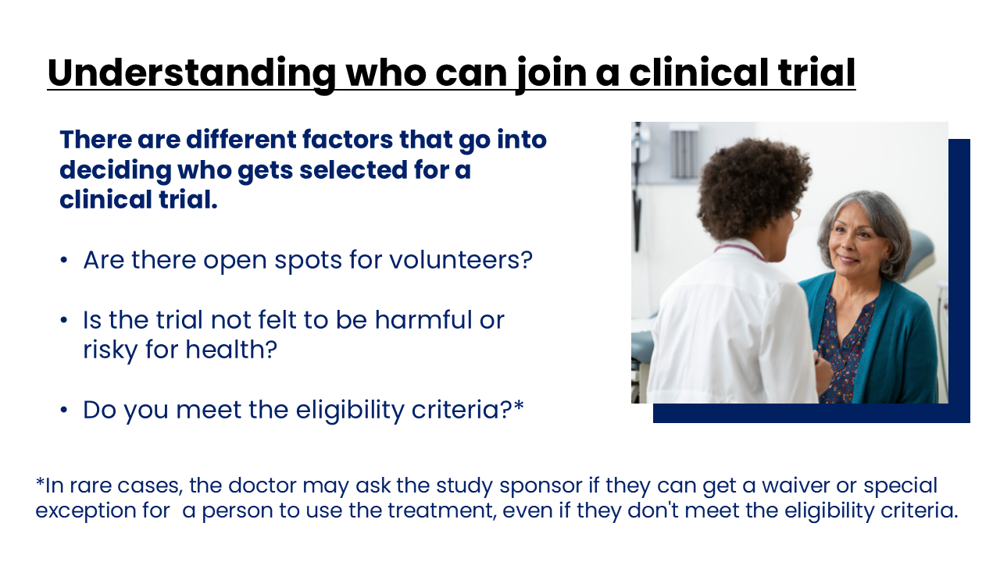 Understanding who can join a clinical trial
There are different factors that go into
deciding who gets selected for a
clinical trial.
• Are there open spots for volunteers?
• Is the trial not felt to be harmful or
risky for health?
• Do you meet the eligibility criteria?*
*In rare cases, the doctor may ask the study sponsor if they can get a waiver or special
exception for  a person to use the treatment, even if they don't meet the eligibility criteria.